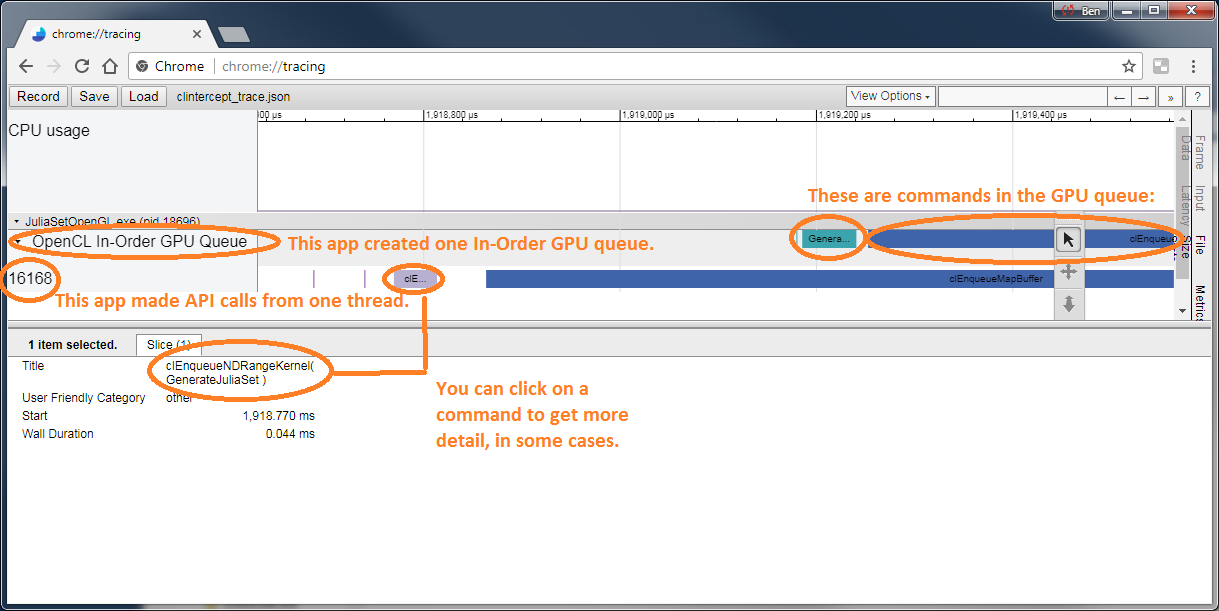 Ben
chrome://tracing
Chrome chrome://tracing
Record Save Load clintercept_trace.json View Options ← → » ?
CPU usage
00 µs 1,918,800 µs 1,919,000 µs 1,919,200 µs 1,919,400 µs
These are commands in the GPU queue:
JuliaSetOpenGL.exe (pid 18696)
OpenCL In-Order GPU Queue
This app created one In-Order GPU queue.
Genera...
clEnqueue
16168
clE...
clEnqueueMapBuffer
This app made API calls from one thread.
Frame Data
Input Latency
File Size
Metrics
1 item selected. Slice (1)
Title clEnqueueNDRangeKernel(
GenerateJuliaSet )
User Friendly Category other
Start 1,918.770 ms
Wall Duration 0.044 ms
You can click on a
command to get more
detail, in some cases.